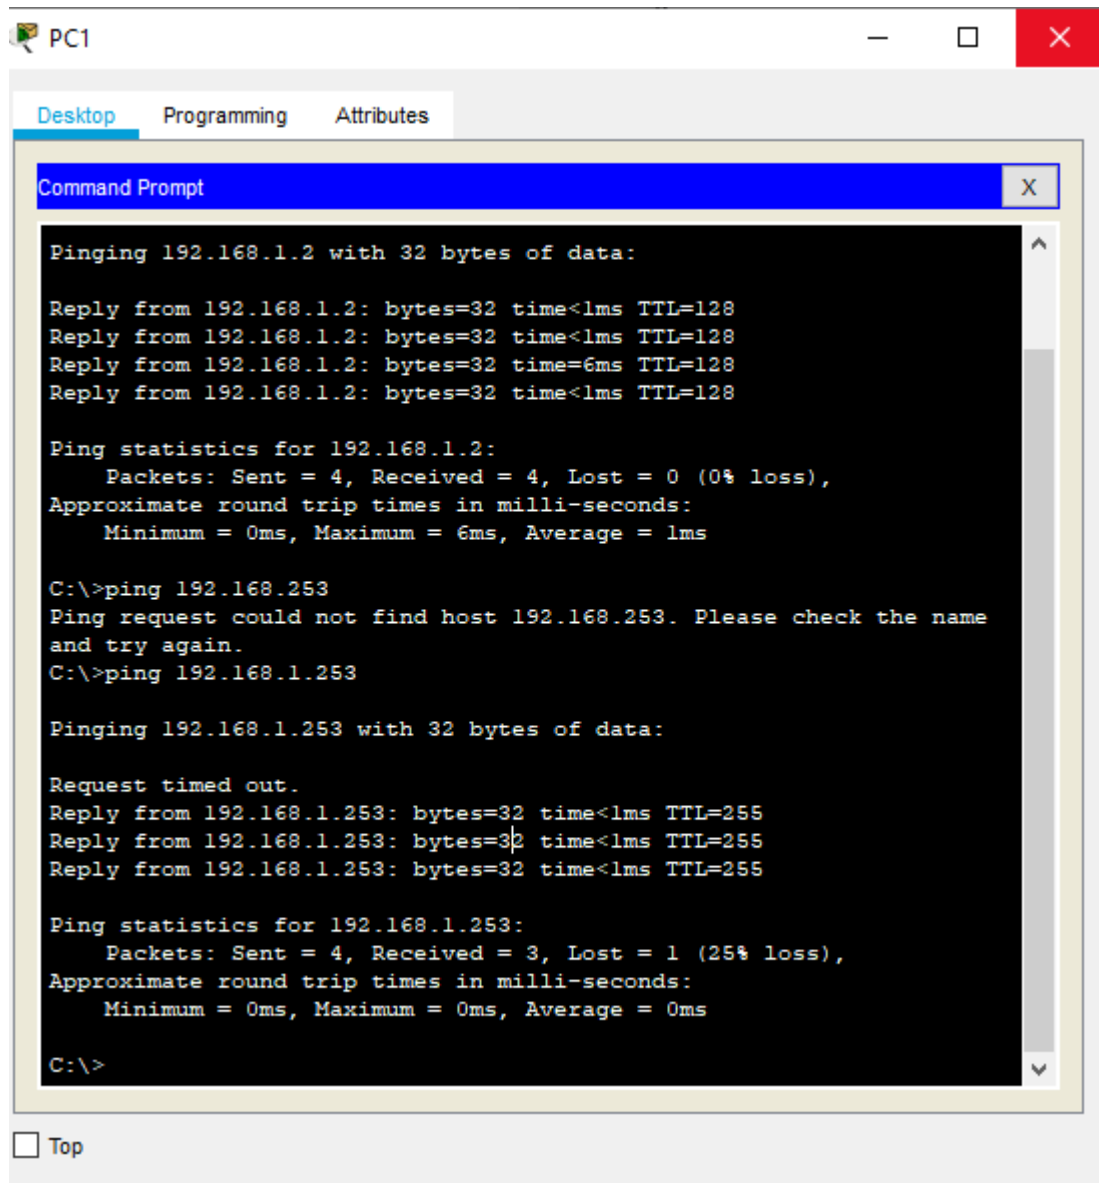 PC1
Desktop Programming Attributes
Command Prompt X
Pinging 192.168.1.2 with 32 bytes of data:
Reply from 192.168.1.2: bytes=32 time<1ms TTL=128
Reply from 192.168.1.2: bytes=32 time<1ms TTL=128
Reply from 192.168.1.2: bytes=32 time=6ms TTL=128
Reply from 192.168.1.2: bytes=32 time<1ms TTL=128
Ping statistics for 192.168.1.2:
Packets: Sent = 4, Received = 4, Lost = 0 (0% loss),
Approximate round trip times in milli-seconds:
Minimum = 0ms, Maximum = 6ms, Average = 1ms
C:\>ping 192.168.253
Ping request could not find host 192.168.253. Please check the name
and try again.
C:\>ping 192.168.1.253
Pinging 192.168.1.253 with 32 bytes of data:
Request timed out.
Reply from 192.168.1.253: bytes=32 time<1ms TTL=255
Reply from 192.168.1.253: bytes=32 time<1ms TTL=255
Reply from 192.168.1.253: bytes=32 time<1ms TTL=255
Ping statistics for 192.168.1.253:
Packets: Sent = 4, Received = 3, Lost = 1 (25% loss),
Approximate round trip times in milli-seconds:
Minimum = 0ms, Maximum = 0ms, Average = 0ms
C:\>
Top